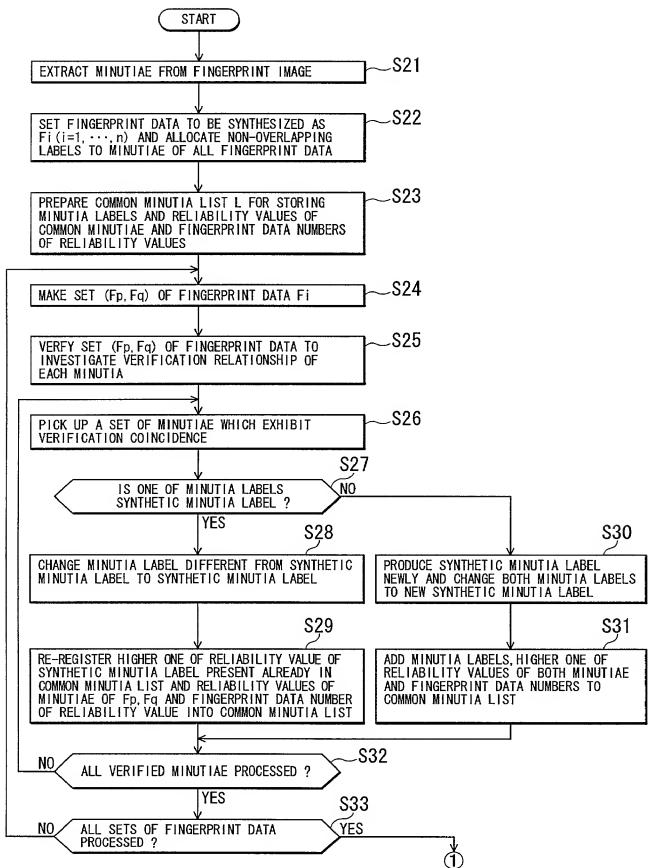 START
EXTRACT MINUTIAE FROM FINGERPRINT IMAGE
S21
SET FINGERPRINT DATA TO BE SYNTHESIZED AS
Fi(i=1, ･･･, n) AND ALLOCATE NON-OVERLAPPING
LABELS TO MINUTIAE OF ALL FINGERPRINT DATA
S22
PREPARE COMMON MINUTIA LIST L FOR STORING
MINUTIA LABELS AND RELIABILITY VALUES OF
COMMON MINUTIAE AND FINGERPRINT DATA NUMBERS
OF RELIABILITY VALUES
S23
MAKE SET (Fp,Fq) OF FINGERPRINT DATA Fi
S24
VERFY SET (Fp,Fq) OF FINGERPRINT DATA TO
INVESTIGATE VERIFICATION RELATIONSHIP OF
EACH MINUTIA
S25
PICK UP A SET OF MINUTIAE WHICH EXHIBIT
VERIFICATION COINCIDENCE
S26
IS ONE OF MINUTIA LABELS
SYNTHETIC MINUTIA LABEL ?
S27
NO
YES
CHANGE MINUTIA LABEL DIFFERENT FROM SYNTHETIC
MINUTIA LABEL TO SYNTHETIC MINUTIA LABEL
S28
PRODUCE SYNTHETIC MINUTIA LABEL
NEWLY AND CHANGE BOTH MINUTIA LABELS
TO NEW SYNTHETIC MINUTIA LABEL
S30
RE-REGISTER HIGHER ONE OF RELIABILITY VALUE OF
SYNTHETIC MINUTIA LABEL PRESENT ALREADY IN
COMMON MINUTIA LIST AND RELIABILITY VALUES OF
MINUTIAE OF Fp,Fq AND FINGERPRINT DATA NUMBER
OF RELIABILITY VALUE INTO COMMON MINUTIA LIST
S29
ADD MINUTIA LABELS, HIGHER ONE OF
RELIABILITY VALUES OF BOTH MINUTIAE
AND FINGERPRINT DATA NUMBERS TO
COMMON MINUTIA LIST
S31
NO
ALL VERIFIED MINUTIAE PROCESSED ?
S32
YES
NO
ALL SETS OF FINGERPRINT DATA
PROCESSED ?
S33
YES
①